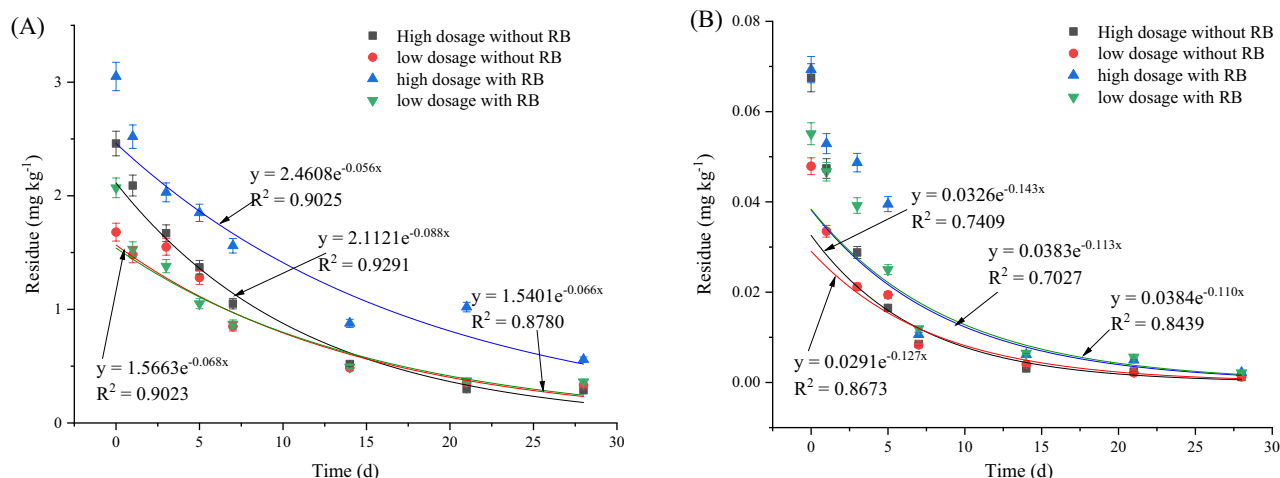 (A)
High dosage without RB
low dosage without RB
high dosage with RB
low dosage with RB
y = 2.4608e^-0.056x
R² = 0.9025
y = 2.1121e^-0.088x
R² = 0.9291
y = 1.5401e^-0.066x
R² = 0.8780
y = 1.5663e^-0.068x
R² = 0.9023
Residue (mg kg⁻¹)
3
2
1
0
0 5 10 15 20 25 30
Time (d)
(B)
High dosage without RB
low dosage without RB
high dosage with RB
low dosage with RB
y = 0.0326e^-0.143x
R² = 0.7409
y = 0.0383e^-0.113x
R² = 0.7027
y = 0.0384e^-0.110x
R² = 0.8439
y = 0.0291e^-0.127x
R² = 0.8673
Residue (mg kg⁻¹)
0.08
0.06
0.04
0.02
0.00
0 5 10 15 20 25 30
Time (d)